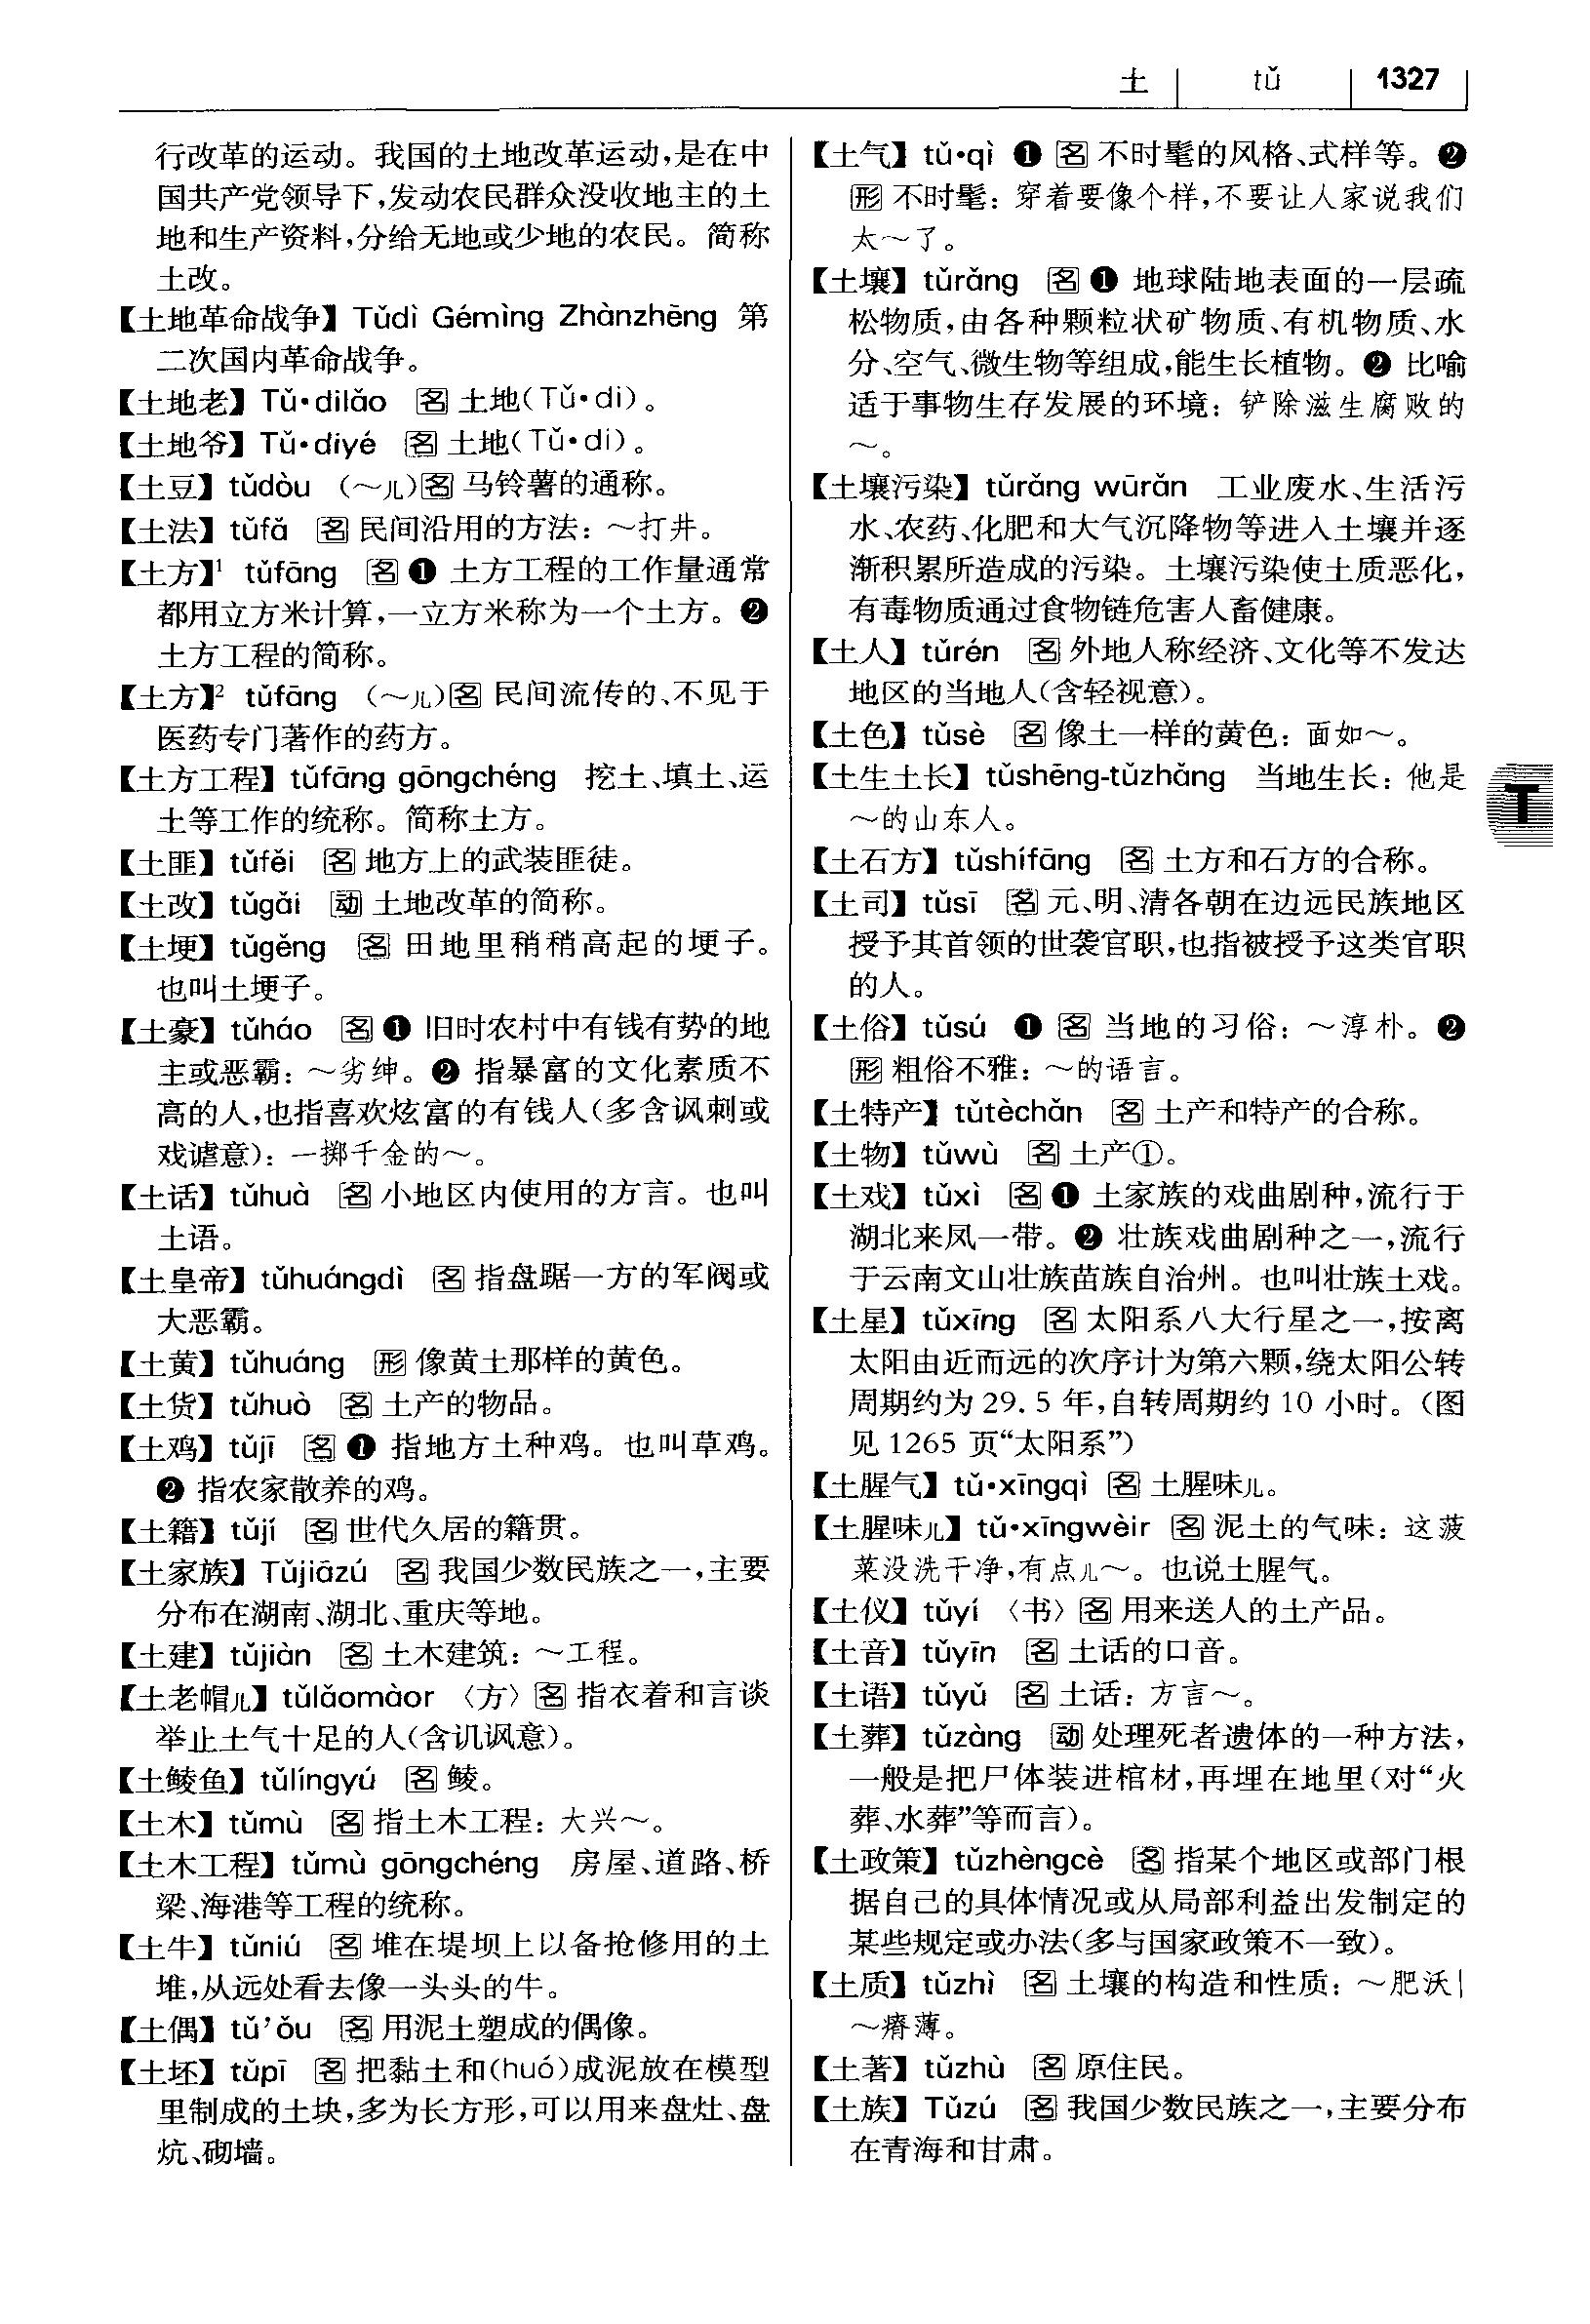 土 tǔ 1327
行改革的运动。我国的土地改革运动,是在中
国共产党领导下,发动农民群众没收地主的土
地和生产资料,分给无地或少地的农民。简称
土改。
【土地革命战争】Tǔdì Gémìng Zhànzhēng 第
二次国内革命战争。
【土地老】Tǔ·dilǎo 名 土地(Tǔ·di)。
【土地爷】Tǔ·diyé 名 土地(Tǔ·di)。
【土豆】tǔdòu (~儿)名 马铃薯的通称。
【土法】tǔfǎ 名 民间沿用的方法:~打井。
【土方】¹ tǔfāng 名 ❶ 土方工程的工作量通常
都用立方米计算,一立方米称为一个土方。❷
土方工程的简称。
【土方】² tǔfāng (~儿)名 民间流传的、不见于
医药专门著作的药方。
【土方工程】tǔfāng gōngchéng 挖土、填土、运
土等工作的统称。简称土方。
【土匪】tǔfěi 名 地方上的武装匪徒。
【土改】tǔgǎi 动 土地改革的简称。
【土埂】tǔgěng 名 田地里稍稍高起的埂子。
也叫土埂子。
【土豪】tǔháo 名 ❶ 旧时农村中有钱有势的地
主或恶霸:~劣绅。❷ 指暴富的文化素质不
高的人,也指喜欢炫富的有钱人(多含讽刺或
戏谑意):一掷千金的~。
【土话】tǔhuà 名 小地区内使用的方言。也叫
土语。
【土皇帝】tǔhuángdì 名 指盘踞一方的军阀或
大恶霸。
【土黄】tǔhuáng 形 像黄土那样的黄色。
【土货】tǔhuò 名 土产的物品。
【土鸡】tǔjī 名 ❶ 指地方土种鸡。也叫草鸡。
❷ 指农家散养的鸡。
【土籍】tǔjí 名 世代久居的籍贯。
【土家族】Tǔjiāzú 名 我国少数民族之一,主要
分布在湖南、湖北、重庆等地。
【土建】tǔjiàn 名 土木建筑:~工程。
【土老帽儿】tǔlǎomàor 〈方〉名 指衣着和言谈
举止土气十足的人(含讥讽意)。
【土鲮鱼】tǔlíngyú 名 鲮。
【土木】tǔmù 名 指土木工程:大兴~。
【土木工程】tǔmù gōngchéng 房屋、道路、桥
梁、海港等工程的统称。
【土牛】tǔniú 名 堆在堤坝上以备抢修用的土
堆,从远处看去像一头头的牛。
【土偶】tǔ'ǒu 名 用泥土塑成的偶像。
【土坯】tǔpī 名 把黏土和(huó)成泥放在模型
里制成的土块,多为长方形,可以用来盘灶、盘
炕、砌墙。
【土气】tǔ·qì ❶ 名 不时髦的风格、式样等。❷
形 不时髦:穿着要像个样,不要让人家说我们
太~了。
【土壤】tǔrǎng 名 ❶ 地球陆地表面的一层疏
松物质,由各种颗粒状矿物质、有机物质、水
分、空气、微生物等组成,能生长植物。❷ 比喻
适于事物生存发展的环境:铲除滋生腐败的
~。
【土壤污染】tǔrǎng wūrǎn 工业废水、生活污
水、农药、化肥和大气沉降物等进入土壤并逐
渐积累所造成的污染。土壤污染使土质恶化,
有毒物质通过食物链危害人畜健康。
【土人】tǔrén 名 外地人称经济、文化等不发达
地区的当地人(含轻视意)。
【土色】tǔsè 名 像土一样的黄色:面如~。
【土生土长】tǔshēng-tǔzhǎng 当地生长:他是
~的山东人。
【土石方】tǔshífāng 名 土方和石方的合称。
【土司】tǔsī 名 元、明、清各朝在边远民族地区
授予其首领的世袭官职,也指被授予这类官职
的人。
【土俗】tǔsú ❶ 名 当地的习俗:~淳朴。❷
形 粗俗不雅:~的语言。
【土特产】tǔtèchǎn 名 土产和特产的合称。
【土物】tǔwù 名 土产①。
【土戏】tǔxì 名 ❶ 土家族的戏曲剧种,流行于
湖北来凤一带。❷ 壮族戏曲剧种之一,流行
于云南文山壮族苗族自治州。也叫壮族土戏。
【土星】tǔxīng 名 太阳系八大行星之一,按离
太阳由近而远的次序计为第六颗,绕太阳公转
周期约为 29.5 年,自转周期约 10 小时。(图
见 1265 页“太阳系”)
【土腥气】tǔ·xīngqì 名 土腥味儿。
【土腥味儿】tǔ·xīngwèir 名 泥土的气味:这菠
菜没洗干净,有点儿~。也说土腥气。
【土仪】tǔyí 〈书〉名 用来送人的土产品。
【土音】tǔyīn 名 土话的口音。
【土语】tǔyǔ 名 土话:方言~。
【土葬】tǔzàng 动 处理死者遗体的一种方法,
一般是把尸体装进棺材,再埋在地里(对“火
葬、水葬”等而言)。
【土政策】tǔzhèngcè 名 指某个地区或部门根
据自己的具体情况或从局部利益出发制定的
某些规定或办法(多与国家政策不一致)。
【土质】tǔzhì 名 土壤的构造和性质:~肥沃|
~瘠薄。
【土著】tǔzhù 名 原住民。
【土族】Tǔzú 名 我国少数民族之一,主要分布
在青海和甘肃。
T